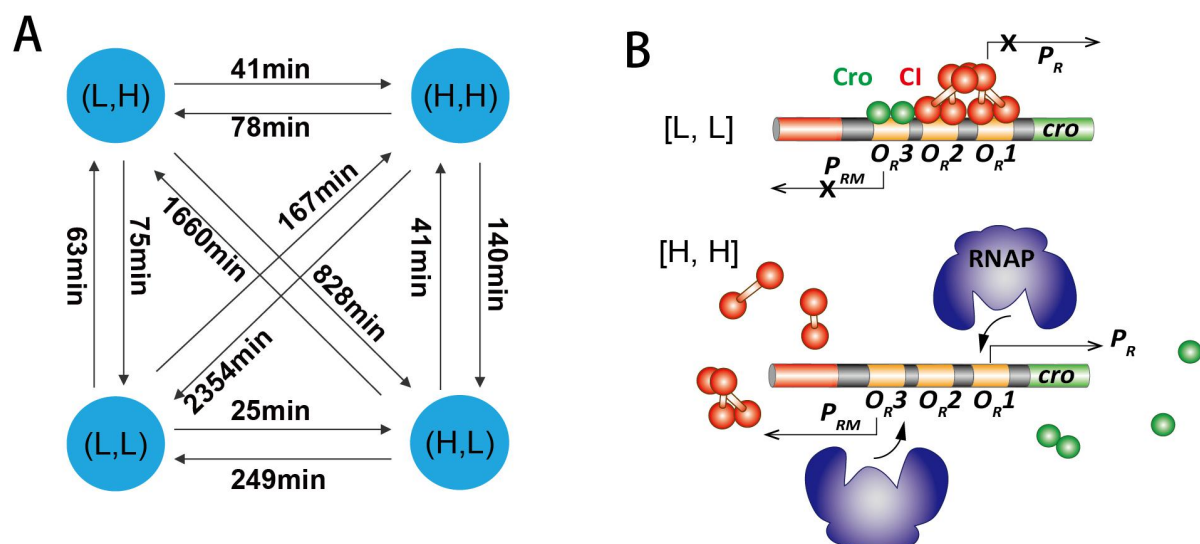 A
(L,H)
41min
(H,H)
78min
63min
75min
1660min
167min
828min
2354min
41min
140min
(L,L)
25min
(H,L)
249min
B
Cro
CI
X
PR
[L, L]
cro
OR3
OR2
OR1
PRM
X
[H, H]
RNAP
PR
cro
OR3
OR2
OR1
PRM